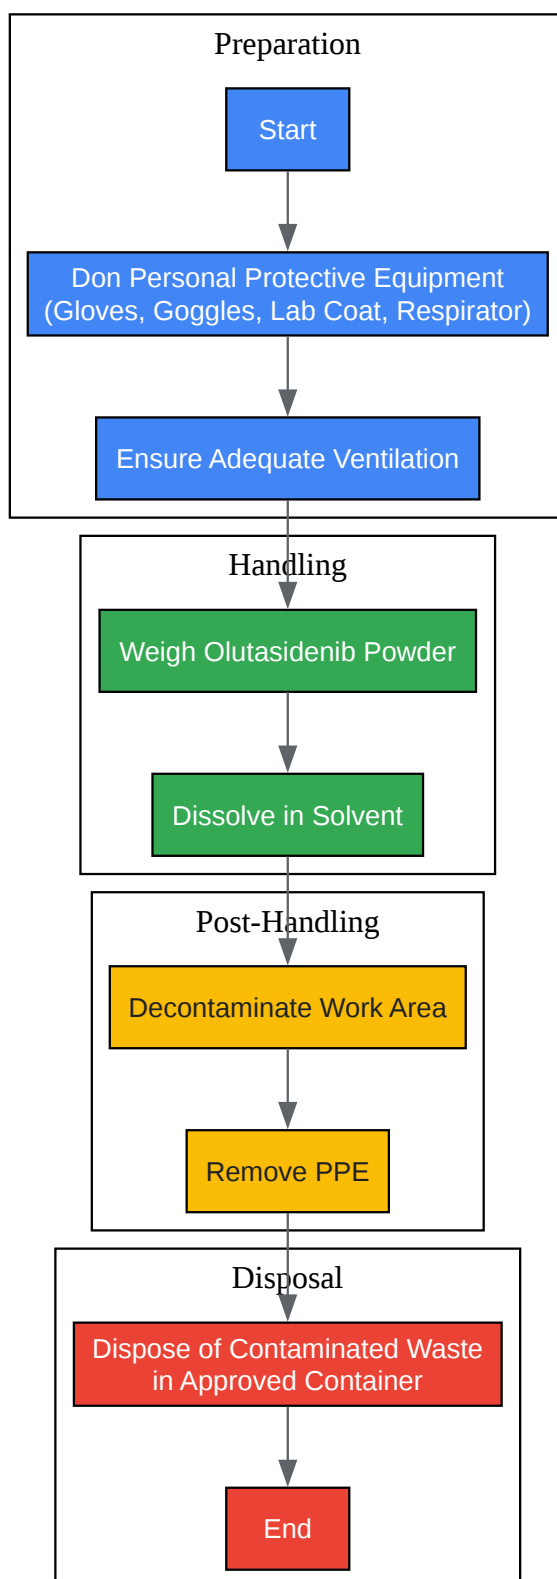 Preparation
Start
Don Personal Protective Equipment
(Gloves, Goggles, Lab Coat, Respirator)
Ensure Adequate Ventilation
Handling
Weigh Olutasidenib Powder
Dissolve in Solvent
Post-Handling
Decontaminate Work Area
Remove PPE
Disposal
Dispose of Contaminated Waste
in Approved Container
End